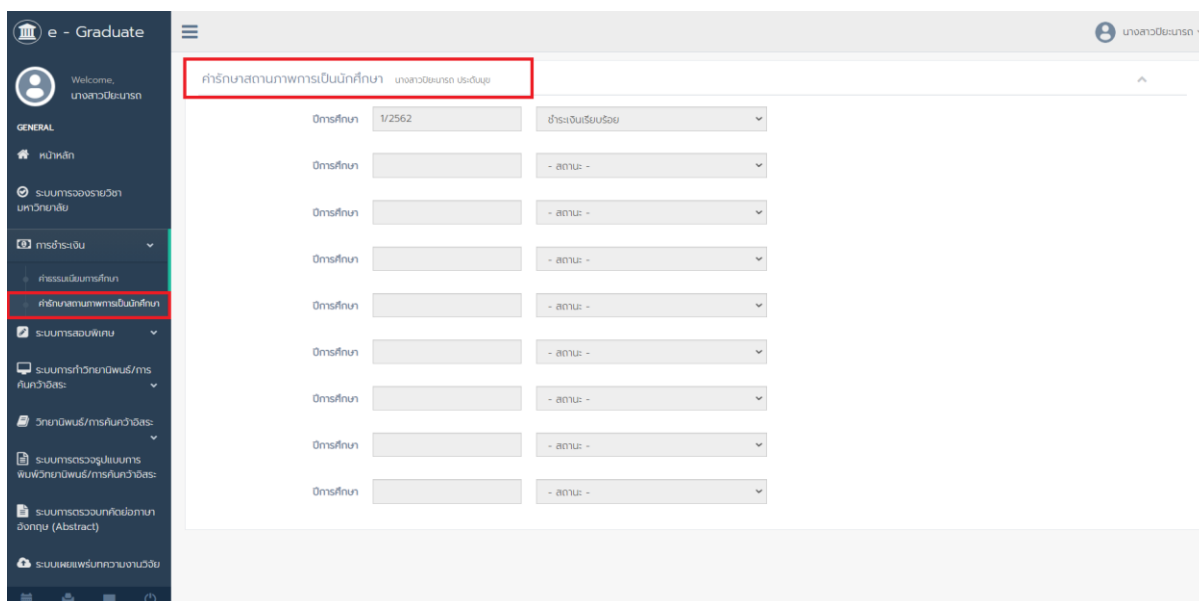 e - Graduate
นางสาวปิยะนารถ
Welcome,
นางสาวปิยะนารถ
GENERAL
หน้าหลัก
ระบบการจองรายวิชา
มหาวิทยาลัย
การชำระเงิน
ค่าธรรมเนียมการศึกษา
ค่ารักษาสถานภาพการเป็นนักศึกษา
ระบบการสอบพิเศษ
ระบบการทำวิทยานิพนธ์/การ
ค้นคว้าอิสระ
วิทยานิพนธ์/การค้นคว้าอิสระ
ระบบการตรวจรูปแบบการ
พิมพ์วิทยานิพนธ์/การค้นคว้าอิสระ
ระบบการตรวจบทคัดย่อภาษา
อังกฤษ (Abstract)
ระบบเผยแพร่บทความงานวิจัย
ค่ารักษาสถานภาพการเป็นนักศึกษา นางสาวปิยะนารถ
ปีการศึกษา 1/2562 ชำระเงินเรียบร้อย
ปีการศึกษา - สถานะ -
ปีการศึกษา - สถานะ -
ปีการศึกษา - สถานะ -
ปีการศึกษา - สถานะ -
ปีการศึกษา - สถานะ -
ปีการศึกษา - สถานะ -
ปีการศึกษา - สถานะ -
ปีการศึกษา - สถานะ -